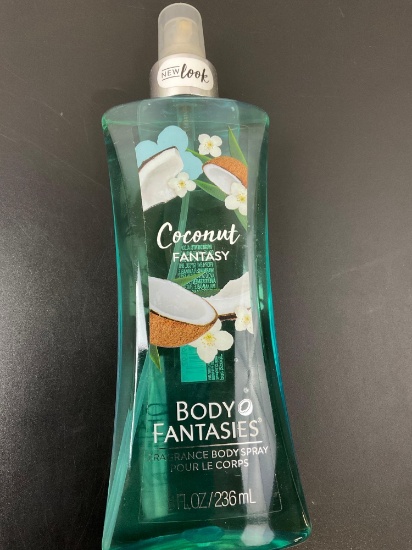 NEW look
Coconut
FANTASY
BODY
FANTASIES®
FRAGRANCE BODY SPRAY
POUR LE CORPS
FL.OZ/236 mL